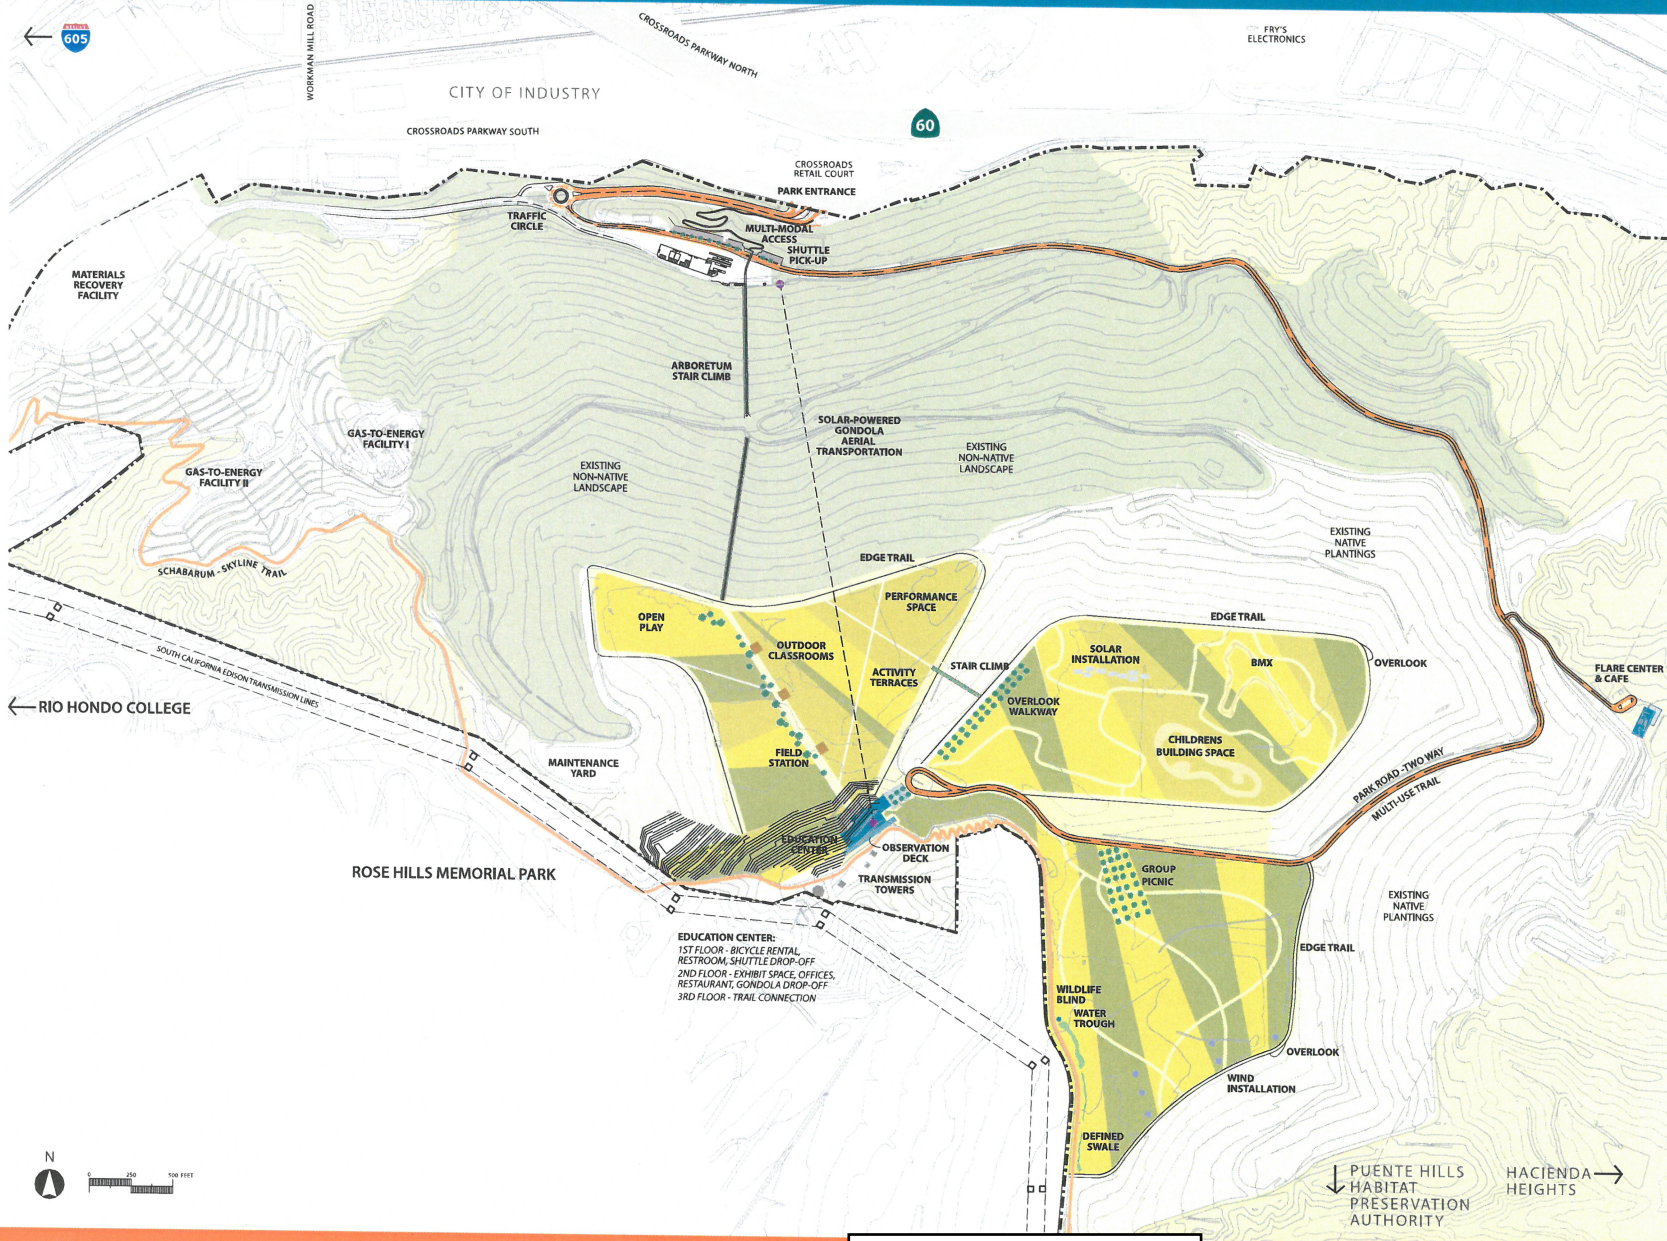 605
WORKMAN MILL ROAD
CROSSROADS PARKWAY NORTH
FRY'S
ELECTRONICS
CITY OF INDUSTRY
CROSSROADS PARKWAY SOUTH
60
CROSSROADS
RETAIL COURT
PARK ENTRANCE
TRAFFIC
CIRCLE
MULTI-MODAL
ACCESS
SHUTTLE
PICK-UP
MATERIALS
RECOVERY
FACILITY
ARBORETUM
STAIR CLIMB
SOLAR-POWERED
GONDOLA
AERIAL
TRANSPORTATION
GAS-TO-ENERGY
FACILITY I
GAS-TO-ENERGY
FACILITY II
EXISTING
NON-NATIVE
LANDSCAPE
EXISTING
NON-NATIVE
LANDSCAPE
EXISTING
NATIVE
PLANTINGS
SCHABARUM - SKYLINE TRAIL
EDGE TRAIL
PERFORMANCE
SPACE
OPEN
PLAY
OUTDOOR
CLASSROOMS
ACTIVITY
TERRACES
STAIR CLIMB
EDGE TRAIL
SOLAR
INSTALLATION
BMX
OVERLOOK
FLARE CENTER
& CAFE
SOUTH CALIFORNIA EDISON TRANSMISSION LINES
RIO HONDO COLLEGE
OVERLOOK
WALKWAY
CHILDRENS
BUILDING SPACE
FIELD
STATION
MAINTENANCE
YARD
PARK ROAD - TWO WAY
MULTI-USE TRAIL
EDUCATION
CENTER
OBSERVATION
DECK
TRANSMISSION
TOWERS
ROSE HILLS MEMORIAL PARK
GROUP
PICNIC
EXISTING
NATIVE
PLANTINGS
EDUCATION CENTER:
1ST FLOOR - BICYCLE RENTAL,
RESTROOM, SHUTTLE DROP-OFF
2ND FLOOR - EXHIBIT SPACE, OFFICES,
RESTAURANT, GONDOLA DROP-OFF
3RD FLOOR - TRAIL CONNECTION
EDGE TRAIL
WILDLIFE
BLIND
WATER
TROUGH
OVERLOOK
WIND
INSTALLATION
DEFINED
SWALE
N
0 250 500 FEET
PUENTE HILLS
HABITAT
PRESERVATION
AUTHORITY
HACIENDA
HEIGHTS